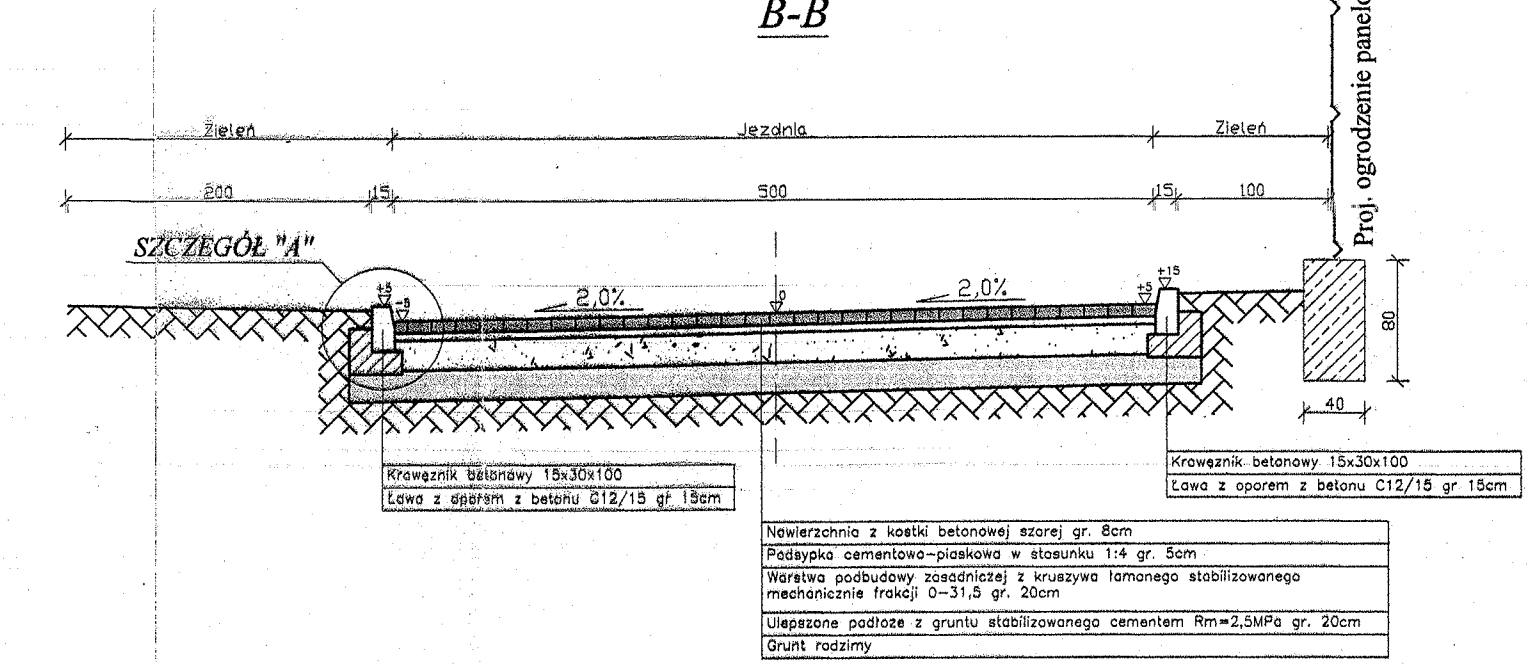 B-B
Proj. ogrodzenie panelo
Zieleń
Jezdnia
Zieleń
200
15
500
15
100
SZCZEGÓŁ "A"
+5
-5
2,0%
0
2,0%
+5
+15
80
40
Krawęznik betonowy 15x30x100
Ława z oporem z betonu C12/15 gr 15cm
Krawęznik betonowy 15x30x100
Ława z oporem z betonu C12/15 gr 15cm
Nawierzchnia z kostki betonowej szarej gr. 8cm
Podsypka cementowo-piaskowa w stosunku 1:4 gr. 5cm
Warstwa podbudowy zasadniczej z kruszywa łamanego stabilizowanego
mechanicznie frakcji 0-31,5 gr. 20cm
Ulepszone podłoże z gruntu stabilizowanego cementem Rm=2,5MPa gr. 20cm
Grunt rodzimy